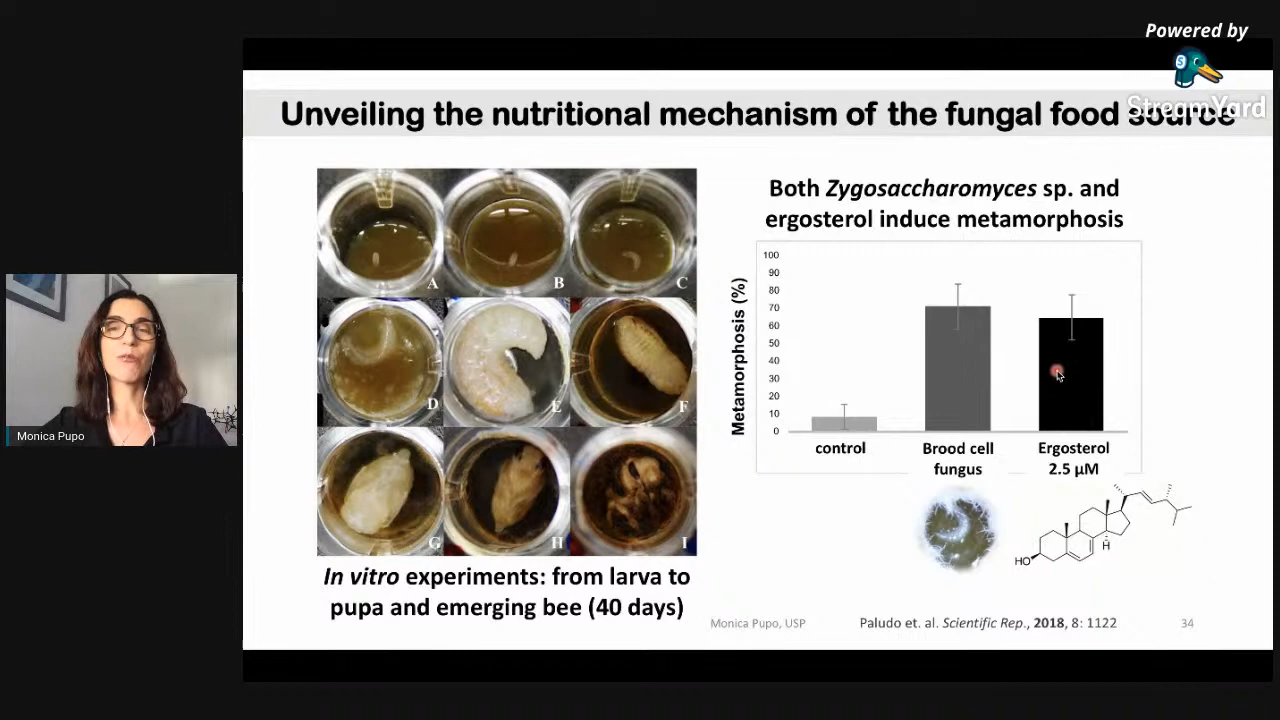 Powered by
StreamYard
Unveiling the nutritional mechanism of the fungal food source
A
B
C
D
E
F
G
H
I
In vitro experiments: from larva to
pupa and emerging bee (40 days)
Both Zygosaccharomyces sp. and
ergosterol induce metamorphosis
Metamorphosis (%)
100
90
80
70
60
50
40
30
20
10
0
control
Brood cell
fungus
Ergosterol
2.5 µM
HO
H
Monica Pupo, USP
Paludo et. al. Scientific Rep., 2018, 8: 1122
34
Monica Pupo